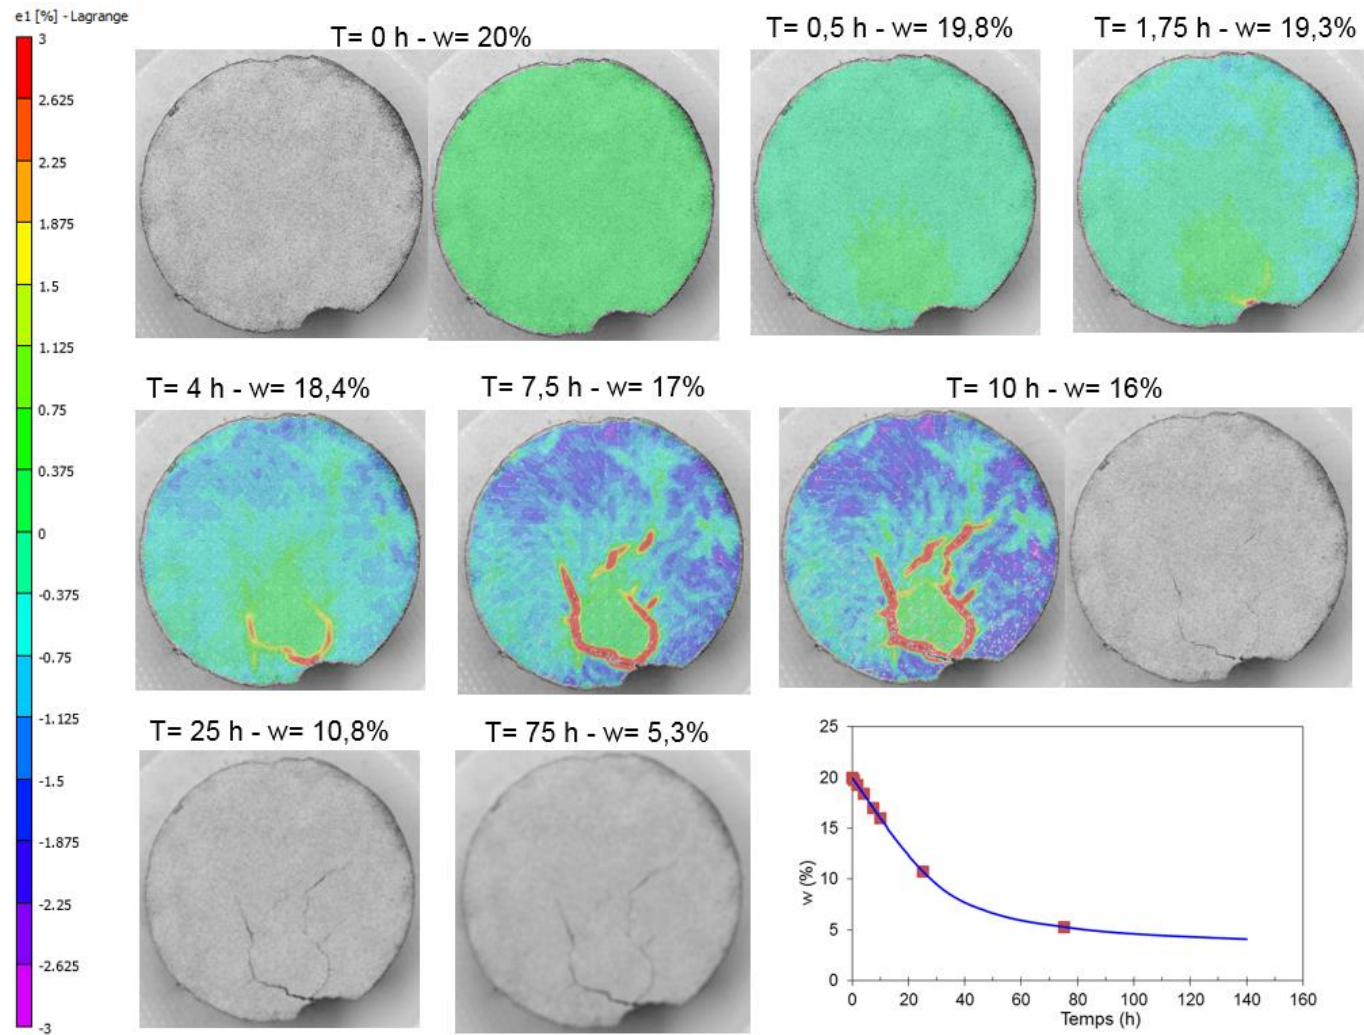 e1 [%] - Lagrange
3
2.625
2.25
1.875
1.5
1.125
0.75
0.375
0
-0.375
-0.75
-1.125
-1.5
-1.875
-2.25
-2.625
-3
T= 0 h - w= 20%
T= 0,5 h - w= 19,8%
T= 1,75 h - w= 19,3%
T= 4 h - w= 18,4%
T= 7,5 h - w= 17%
T= 10 h - w= 16%
T= 25 h - w= 10,8%
T= 75 h - w= 5,3%
25
20
15
10
5
0
w (%)
0 20 40 60 80 100 120 140 160
Temps (h)